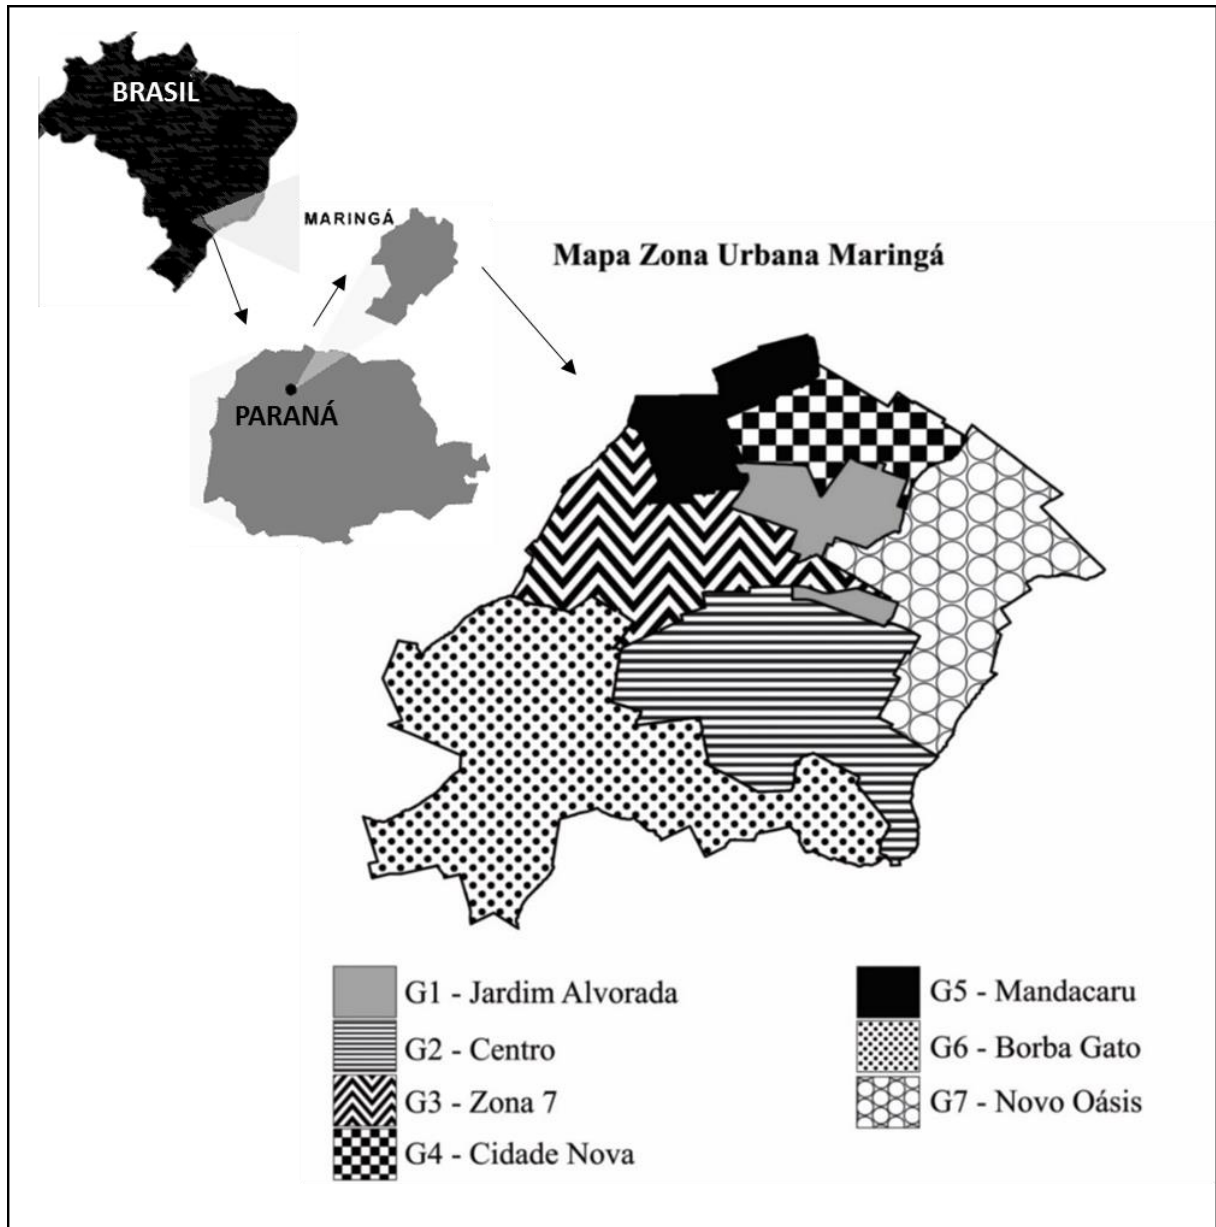 BRASIL
MARINGÁ
PARANÁ
Mapa Zona Urbana Maringá
G1 - Jardim Alvorada
G2 - Centro
G3 - Zona 7
G4 - Cidade Nova
G5 - Mandacaru
G6 - Borba Gato
G7 - Novo Oásis